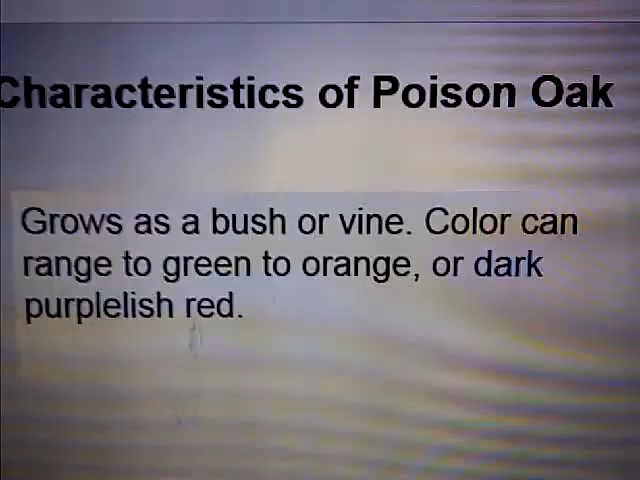 Characteristics of Poison Oak
Grows as a bush or vine. Color can
range to green to orange, or dark
purplelish red.